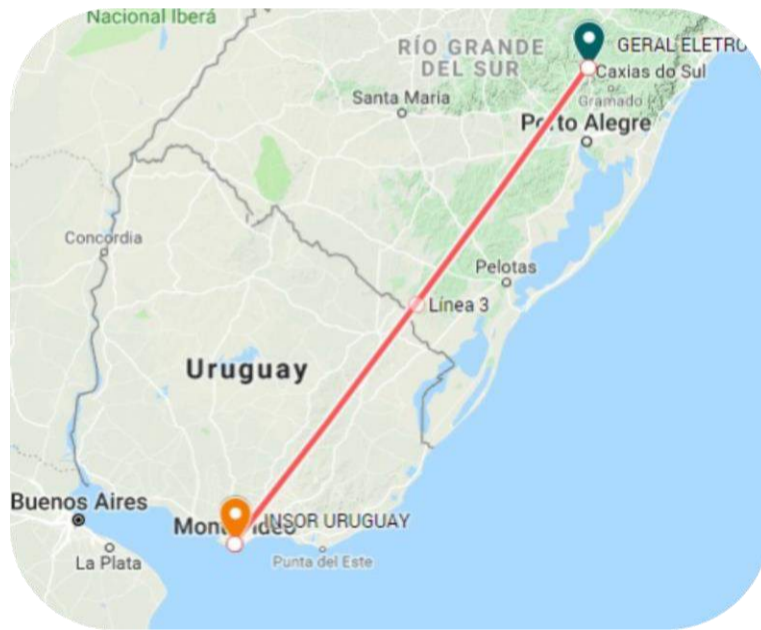 Nacional Iberá
RÍO GRANDE
DEL SUR
GERAL ELETRO
Caxias do Sul
Gramado
Santa Maria
Porto Alegre
Concordia
Pelotas
Línea 3
Uruguay
Buenos Aires
Montevideo
INSOR URUGUAY
La Plata
Punta del Este